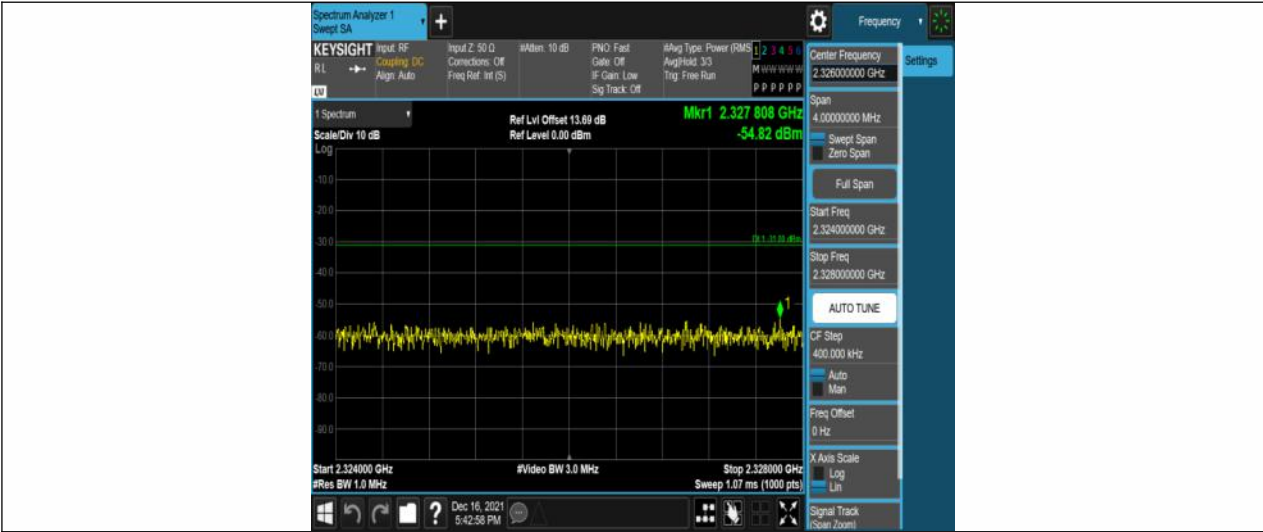 Spectrum Analyzer 1
Swept SA
+
Frequency
KEYSIGHT
RL
LV
Input: RF
Coupling: DC
Align: Auto
Input Z: 50 Ω
Corrections: Off
Freq Ref: Int (S)
#Atten: 10 dB
PNO: Fast
Gate: Off
IF Gain: Low
Sig Track: Off
#Avg Type: Power (RMS
Avg|Hold: 3/3
Trig: Free Run
1 2 3 4 5 6
M W W W W W
P P P P P P
1 Spectrum
Scale/Div 10 dB
Ref Lvl Offset 13.69 dB
Ref Level 0.00 dBm
Mkr1 2.327 808 GHz
-54.82 dBm
Log
-10.0
-20.0
-30.0
-40.0
-50.0
-60.0
-70.0
-80.0
-90.0
DL1 -31.00 dBm
1
Start 2.324000 GHz
#Res BW 1.0 MHz
#Video BW 3.0 MHz
Stop 2.328000 GHz
Sweep 1.07 ms (1000 pts)
Center Frequency
2.326000000 GHz
Settings
Span
4.00000000 MHz
Swept Span
Zero Span
Full Span
Start Freq
2.324000000 GHz
Stop Freq
2.328000000 GHz
AUTO TUNE
CF Step
400.000 kHz
Auto
Man
Freq Offset
0 Hz
X Axis Scale
Log
Lin
Signal Track
(Span Zoom)
?
Dec 16, 2021
5:42:58 PM